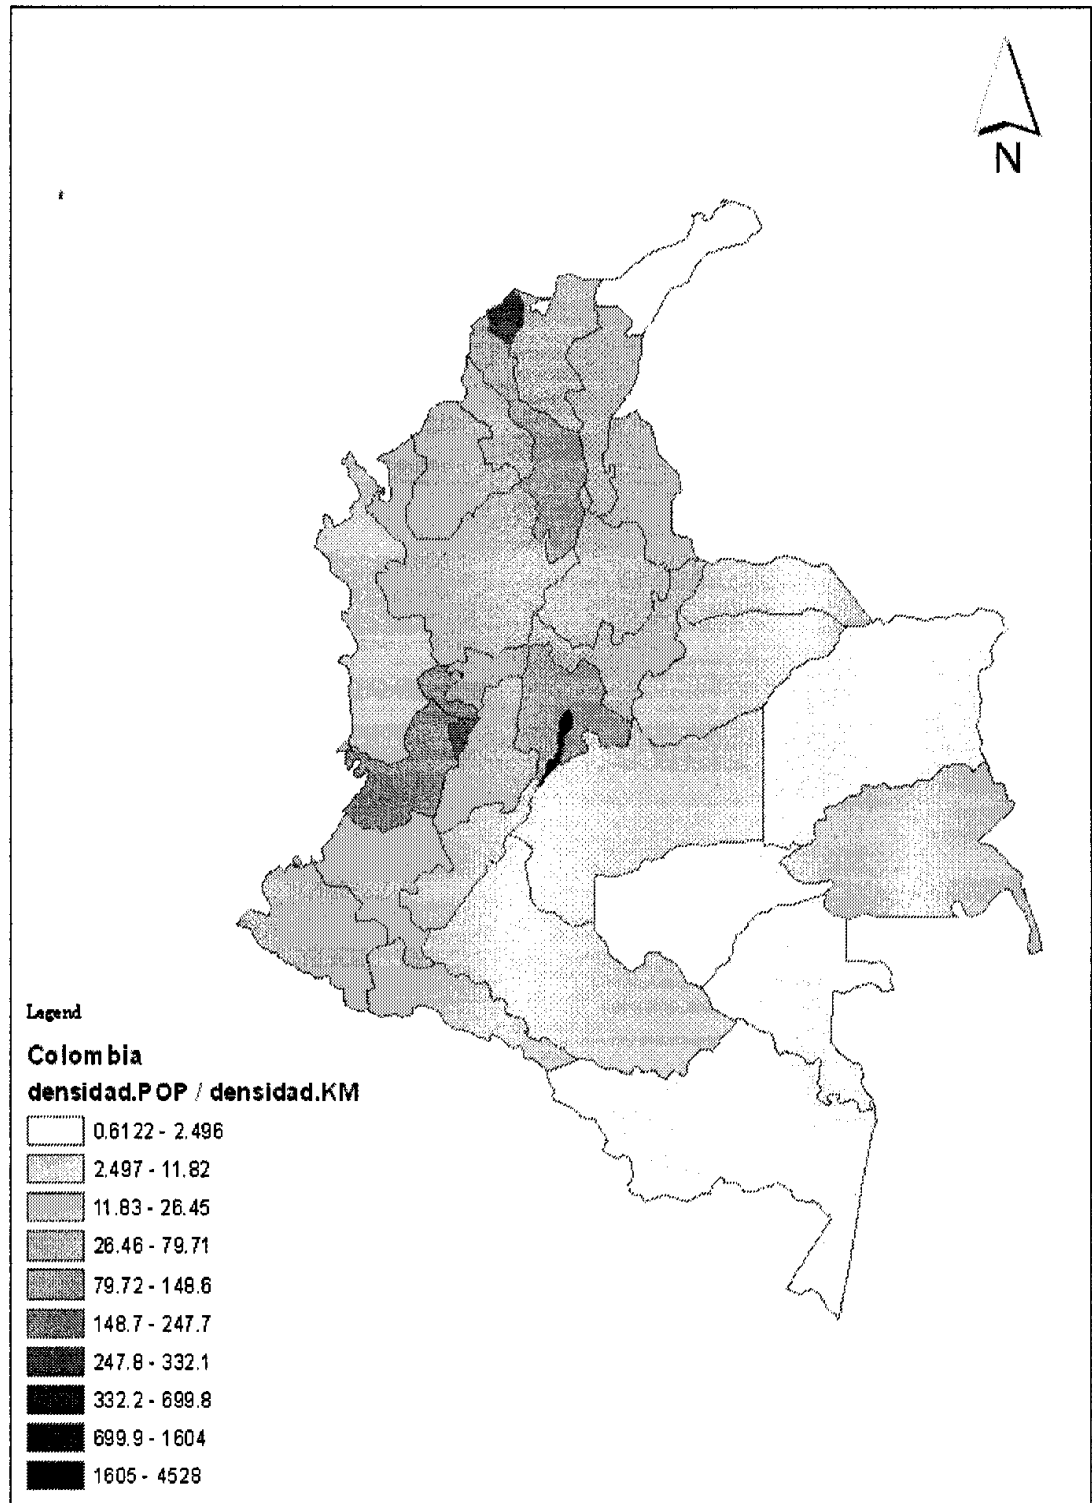 N
Legend
Colombia
densidad.POP / densidad.KM
0.6122 - 2.496
2.497 - 11.82
11.83 - 26.45
26.46 - 79.71
79.72 - 148.6
148.7 - 247.7
247.8 - 332.1
332.2 - 699.8
699.9 - 1604
1605 - 4528